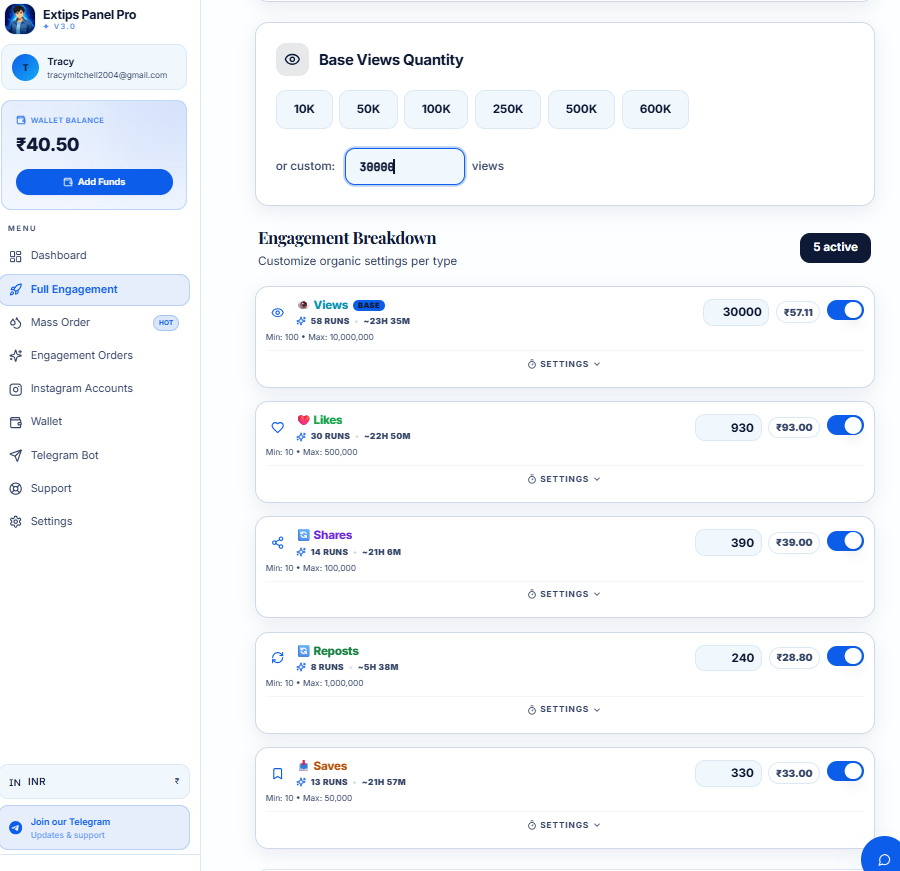 Extips Panel Pro
✦ V3.0
T
Tracy
tracymitchell2004@gmail.com
WALLET BALANCE
₹40.50
Add Funds
MENU
Dashboard
Full Engagement
Mass Order
HOT
Engagement Orders
Instagram Accounts
Wallet
Telegram Bot
Support
Settings
IN INR ₹
Join our Telegram
Updates & support
Base Views Quantity
10K 50K 100K 250K 500K 600K
or custom: 30000 views
Engagement Breakdown
Customize organic settings per type
5 active
Views BASE
58 RUNS • ~23H 35M
30000 ₹57.11
Min: 100 • Max: 10,000,000
SETTINGS
Likes
30 RUNS • ~22H 50M
930 ₹93.00
Min: 10 • Max: 500,000
SETTINGS
Shares
14 RUNS • ~21H 6M
390 ₹39.00
Min: 10 • Max: 100,000
SETTINGS
Reposts
8 RUNS • ~5H 38M
240 ₹28.80
Min: 10 • Max: 1,000,000
SETTINGS
Saves
13 RUNS • ~21H 57M
330 ₹33.00
Min: 10 • Max: 50,000
SETTINGS